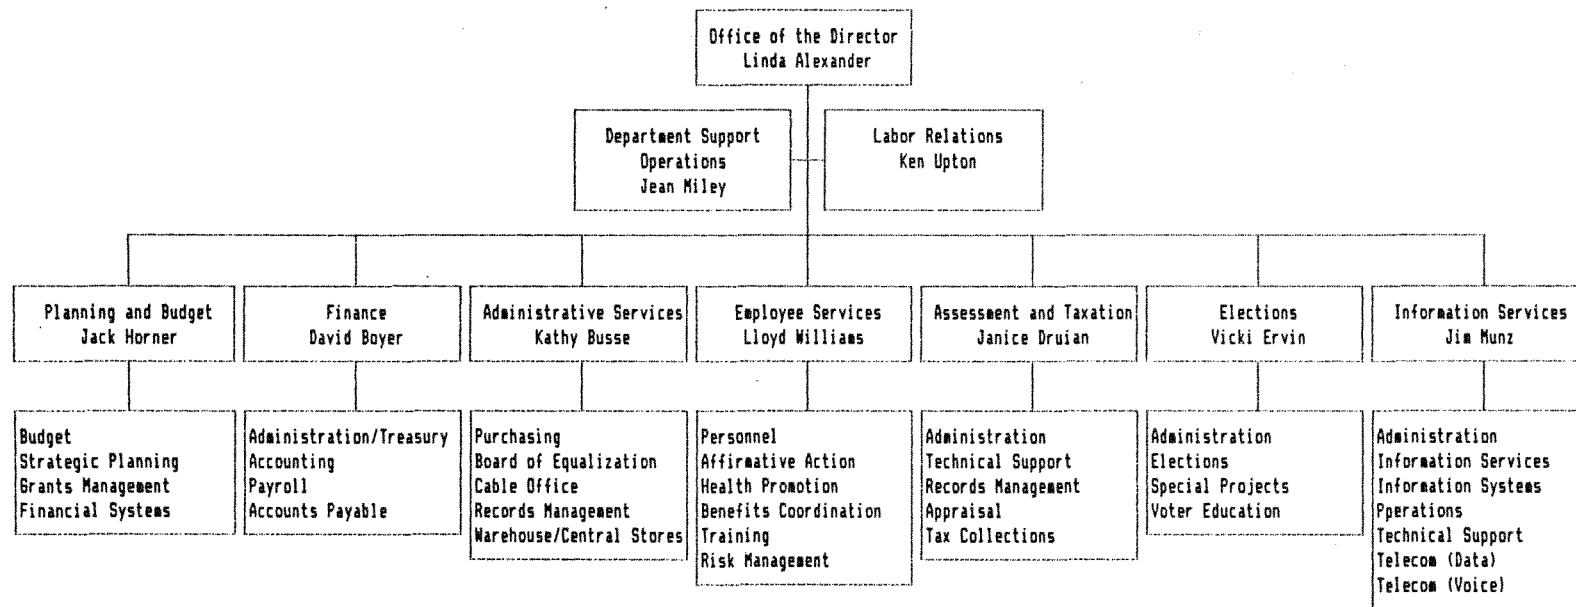 Office of the Director
Linda Alexander
Department Support
Operations
Jean Miley
Labor Relations
Ken Upton
Planning and Budget
Jack Horner
Finance
David Boyer
Administrative Services
Kathy Busse
Employee Services
Lloyd Williams
Assessment and Taxation
Janice Druian
Elections
Vicki Ervin
Information Services
Jim Munz
Budget
Strategic Planning
Grants Management
Financial Systems
Administration/Treasury
Accounting
Payroll
Accounts Payable
Purchasing
Board of Equalization
Cable Office
Records Management
Warehouse/Central Stores
Personnel
Affirmative Action
Health Promotion
Benefits Coordination
Training
Risk Management
Administration
Technical Support
Records Management
Appraisal
Tax Collections
Administration
Elections
Special Projects
Voter Education
Administration
Information Services
Information Systems
Pperations
Technical Support
Telecom (Data)
Telecom (Voice)